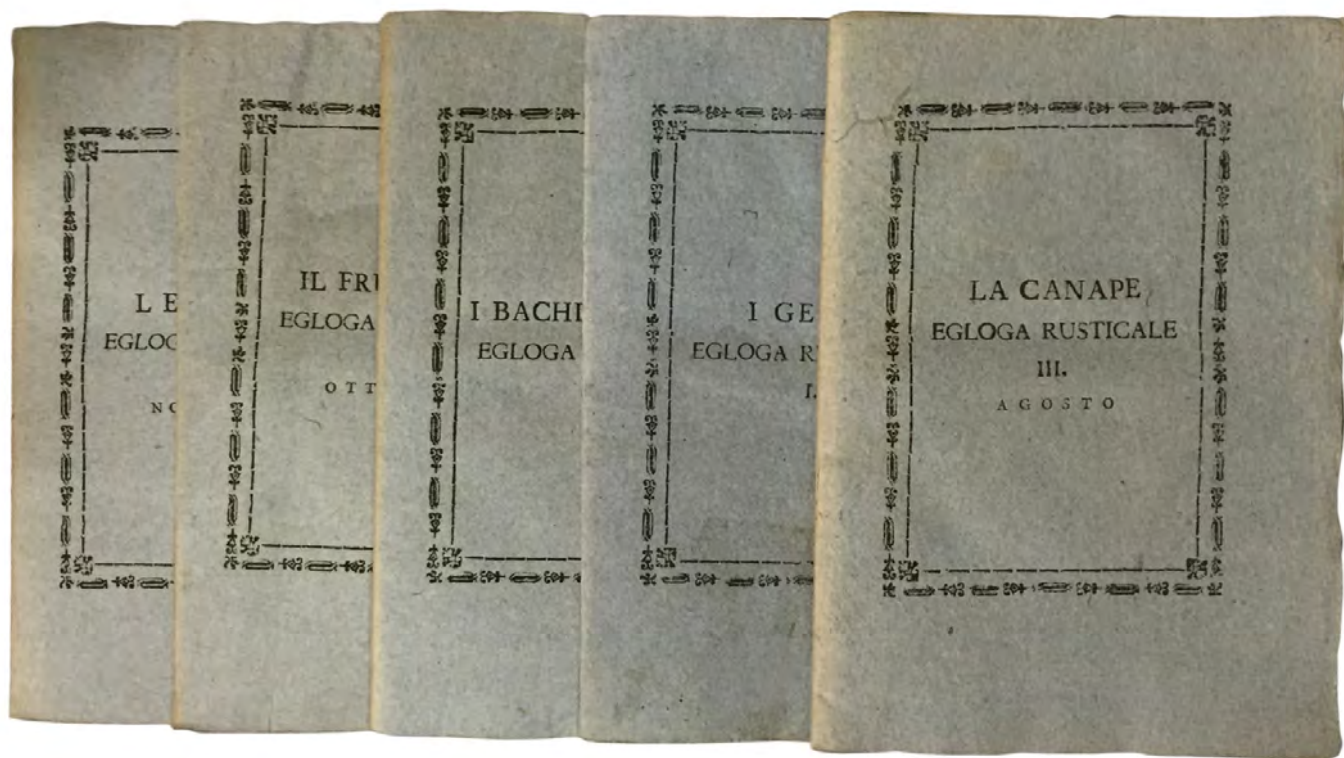 L E
EGLOG
NO
IL FRU
EGLOGA
OTT
I BACHI
EGLOGA
I GE
EGLOGA R
I.
LA CANAPE
EGLOGA RUSTICALE
III.
AGOSTO